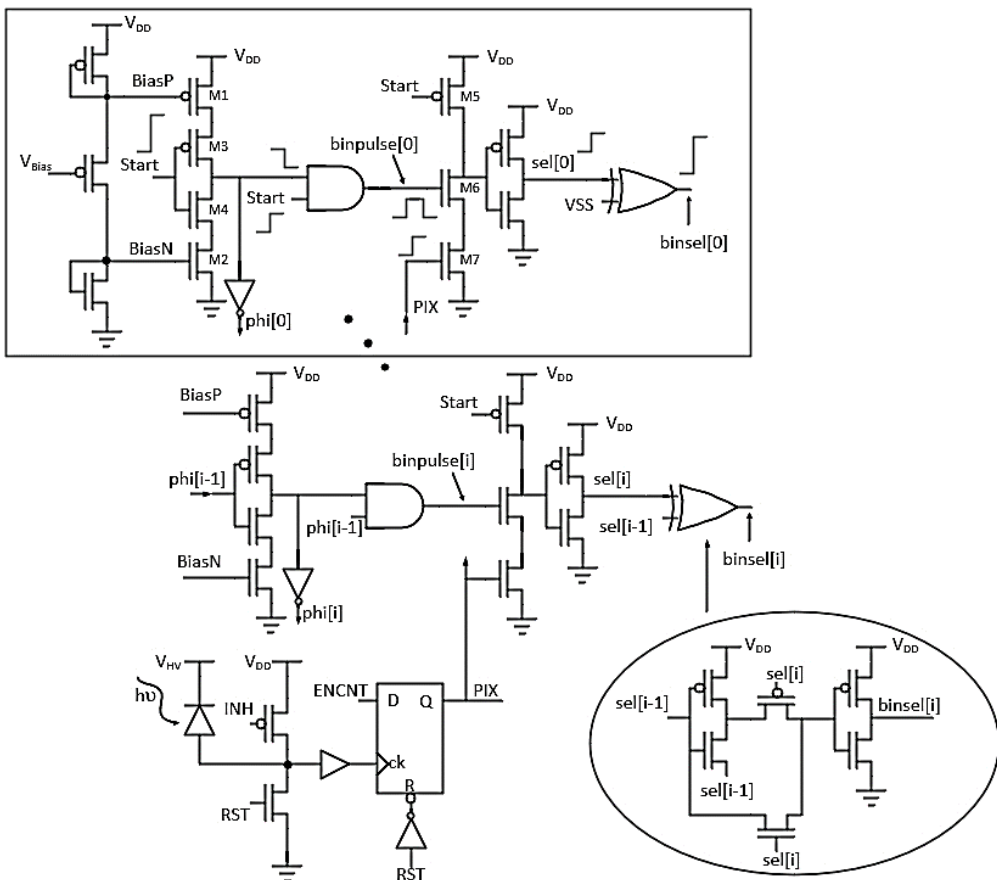 VDD
BiasP
M1
VDD
Start
M5
VDD
M3
binpulse[0]
sel[0]
VBias
Start
M6
Start
VSS
M4
BiasN
M2
M7
binsel[0]
PIX
phi[0]
VDD
BiasP
VDD
Start
VDD
binpulse[i]
phi[i-1]
sel[i]
phi[i-1]
sel[i-1]
BiasN
binsel[i]
phi[i]
VHV
VDD
hυ
INH
ENCNT
D
Q
PIX
ck
R
RST
RST
VDD
sel[i]
VDD
sel[i-1]
binsel[i]
sel[i-1]
sel[i]